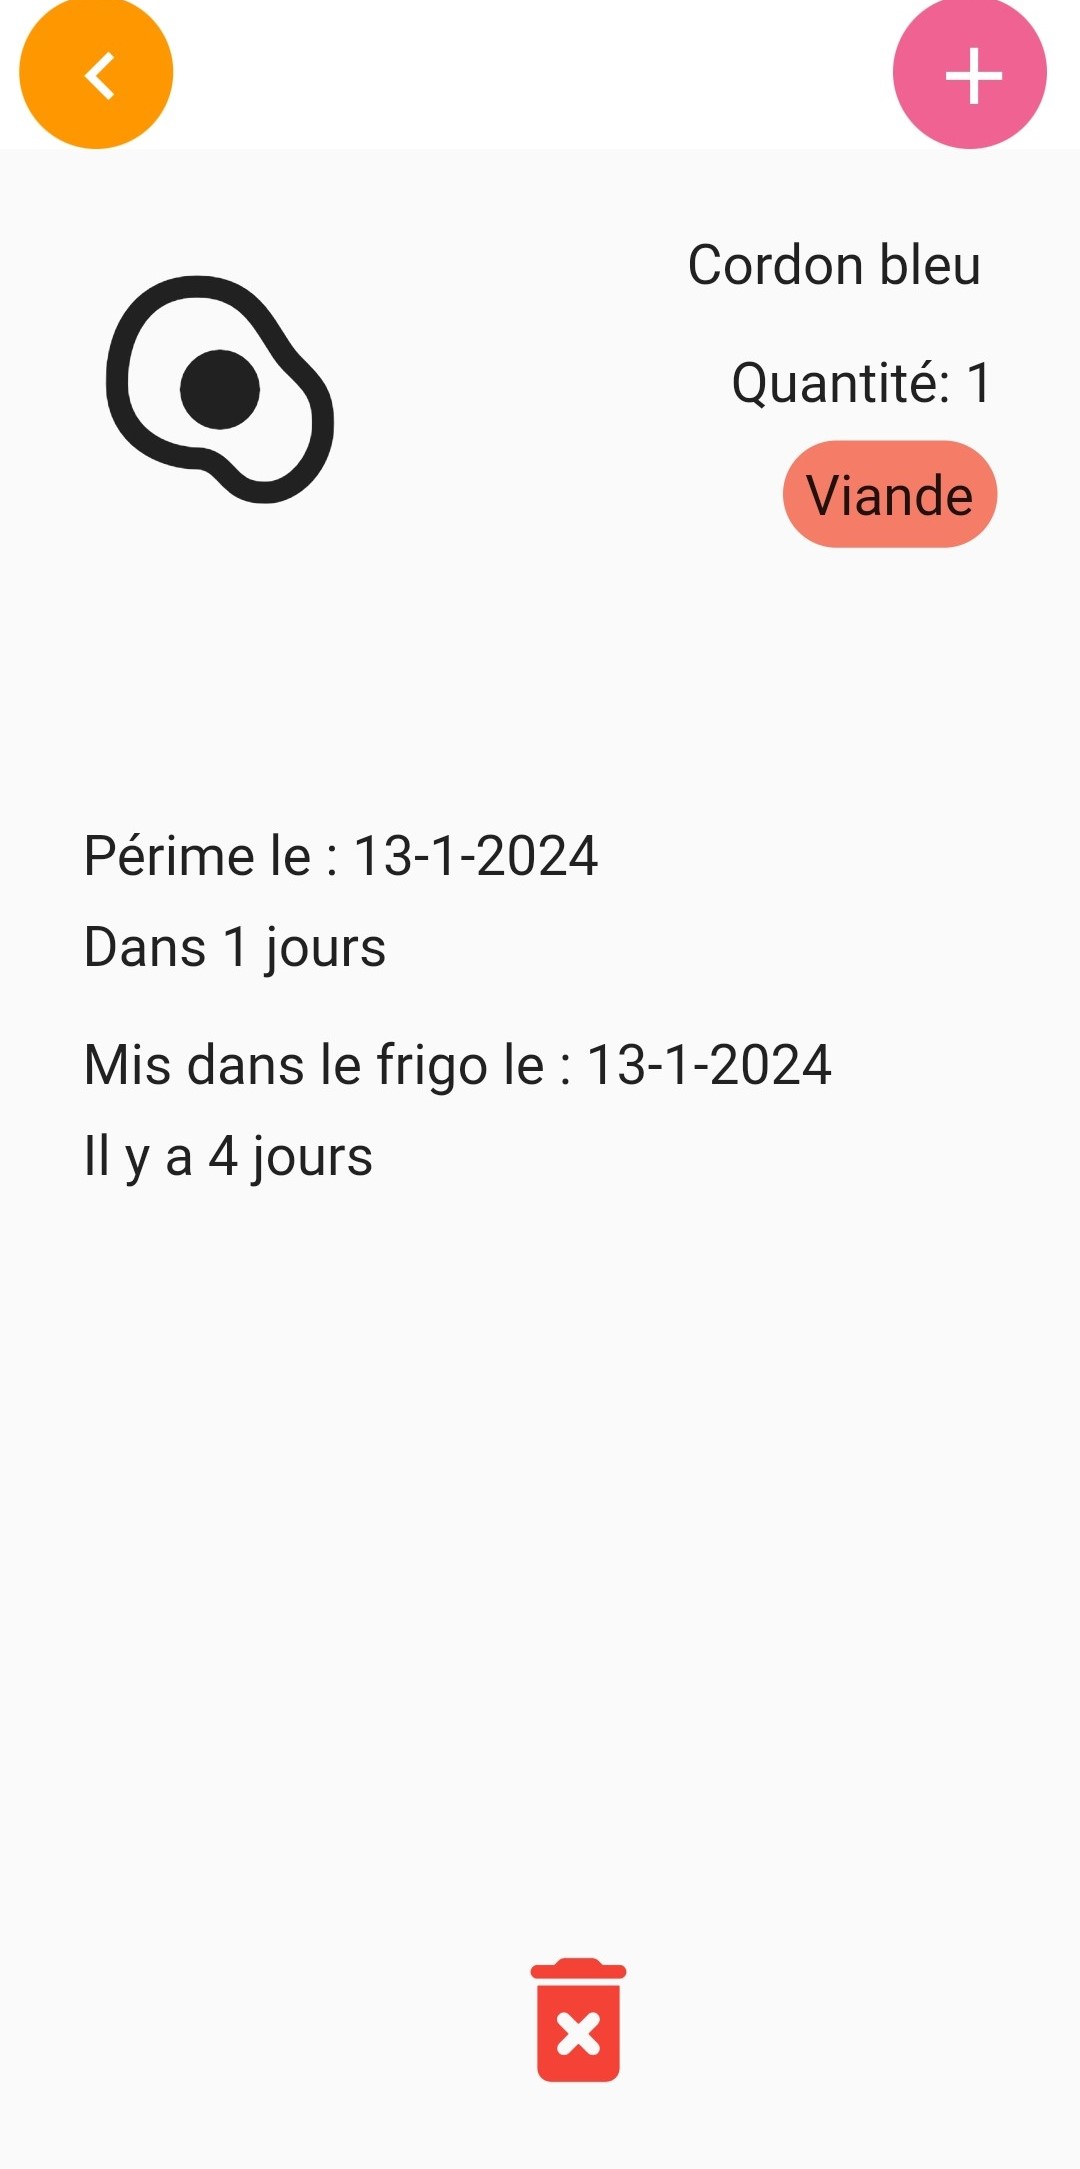 Cordon bleu
Quantité: 1
Viande
Périme le : 13-1-2024
Dans 1 jours
Mis dans le frigo le : 13-1-2024
Il y a 4 jours